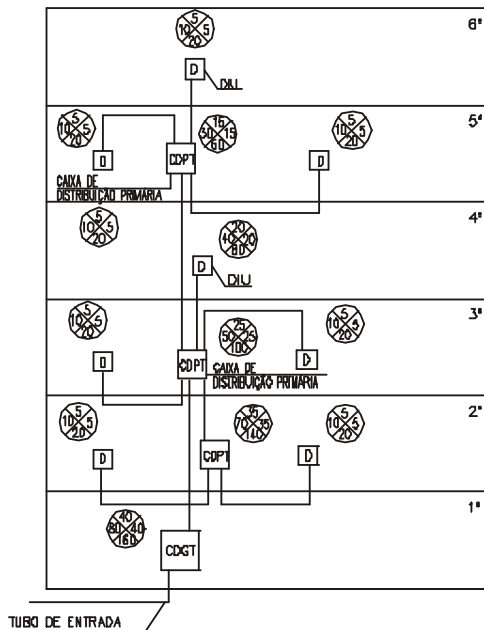 5
10 5
20
6º
D
DIU
5
10 5
20
15
30 15
60
5
10 5
20
5º
D
CDPT
D
CAIXA DE
DISTRIBUIÇÃO PRIMÁRIA
5
10 5
20
20
40 20
80
4º
D
DIU
5
10 5
20
25
50 25
100
5
10 5
20
3º
D
CDPT
D
CAIXA DE
DISTRIBUIÇÃO PRIMÁRIA
5
10 5
20
35
70 35
140
5
10 5
20
2º
D
CDPT
D
40
80 40
160
1º
CDGT
TUBO DE ENTRADA